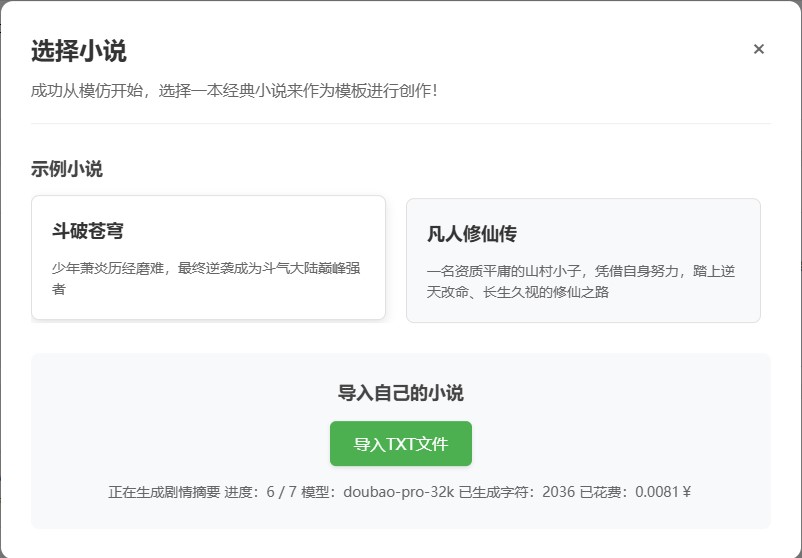 选择小说
×
成功从模仿开始，选择一本经典小说来作为模板进行创作！
示例小说
斗破苍穹
少年萧炎历经磨难，最终逆袭成为斗气大陆巅峰强
者
凡人修仙传
一名资质平庸的山村小子，凭借自身努力，踏上逆
天改命、长生久视的修仙之路
导入自己的小说
导入TXT文件
正在生成剧情摘要 进度：6 / 7 模型：doubao-pro-32k 已生成字符：2036 已花费：0.0081￥